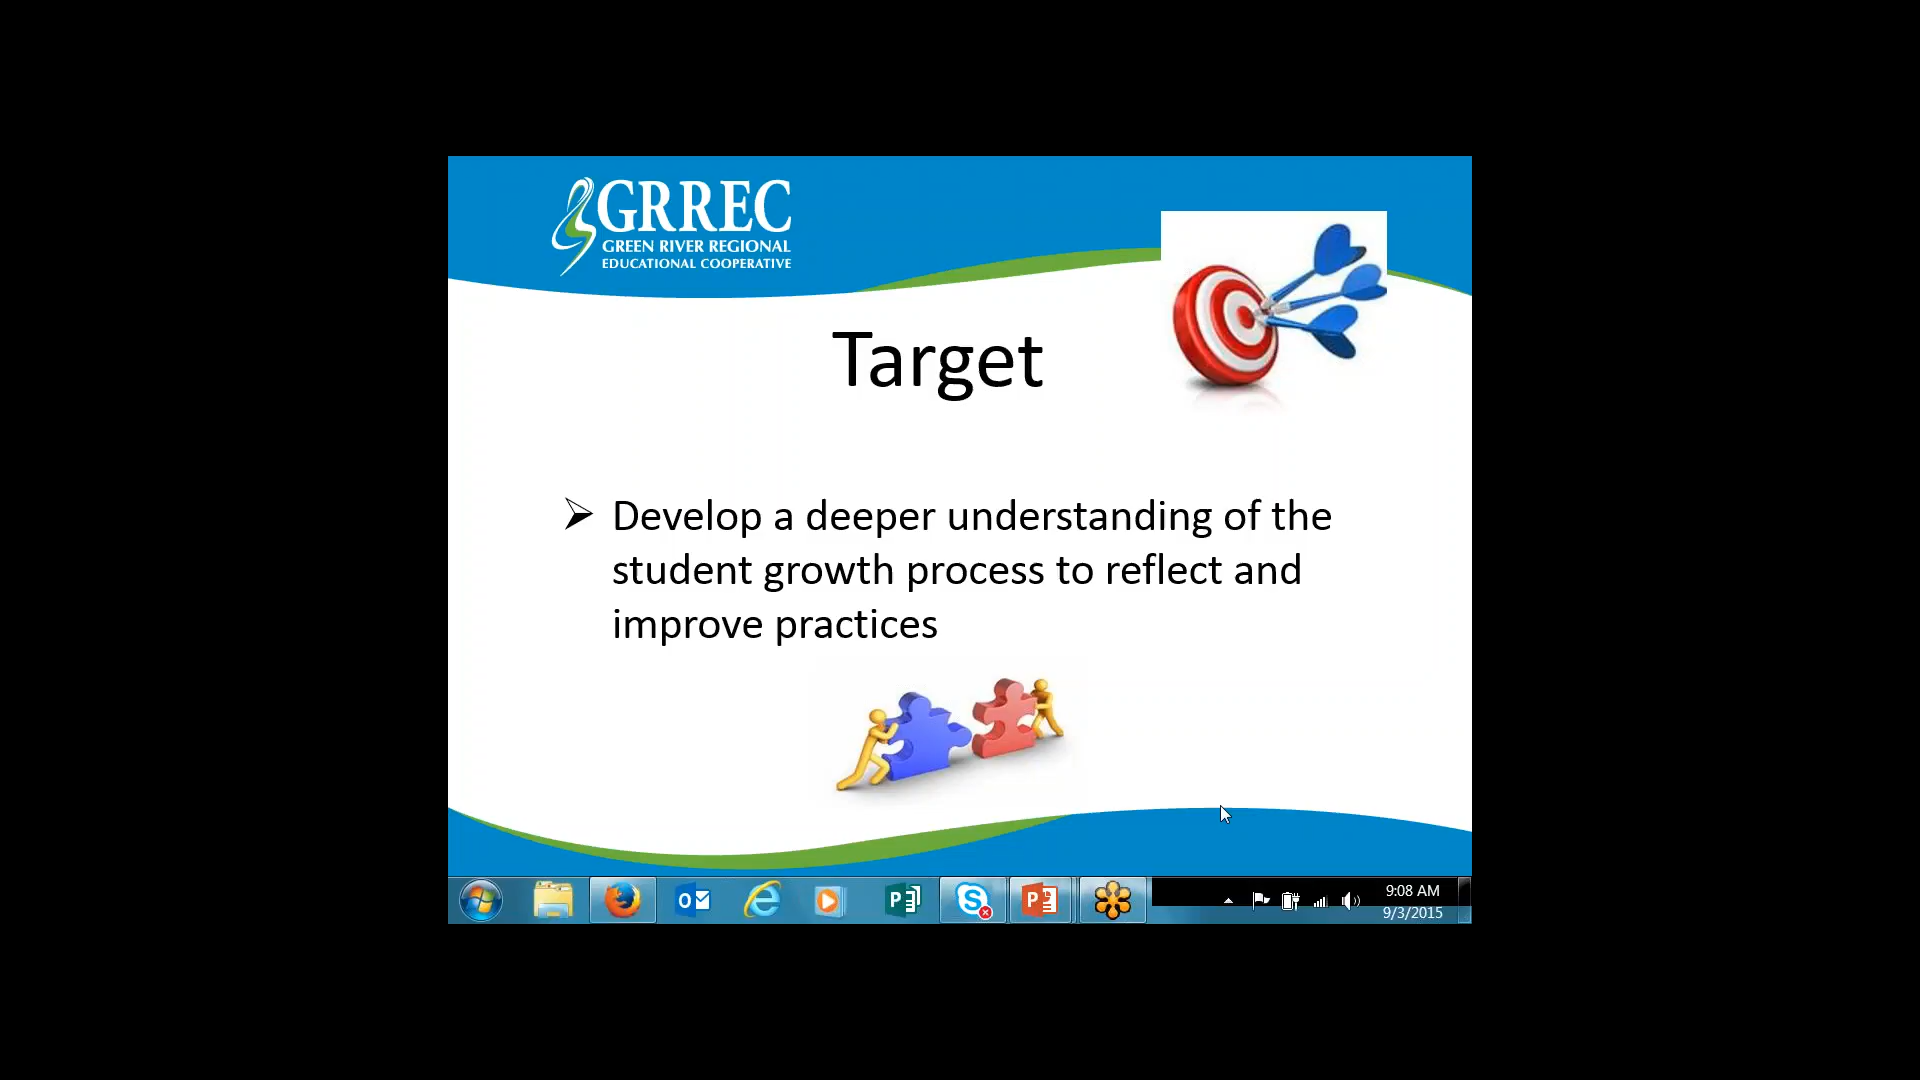 GRREC
GREEN RIVER REGIONAL
EDUCATIONAL COOPERATIVE
Target
➢ Develop a deeper understanding of the
student growth process to reflect and
improve practices
9:08 AM
9/3/2015